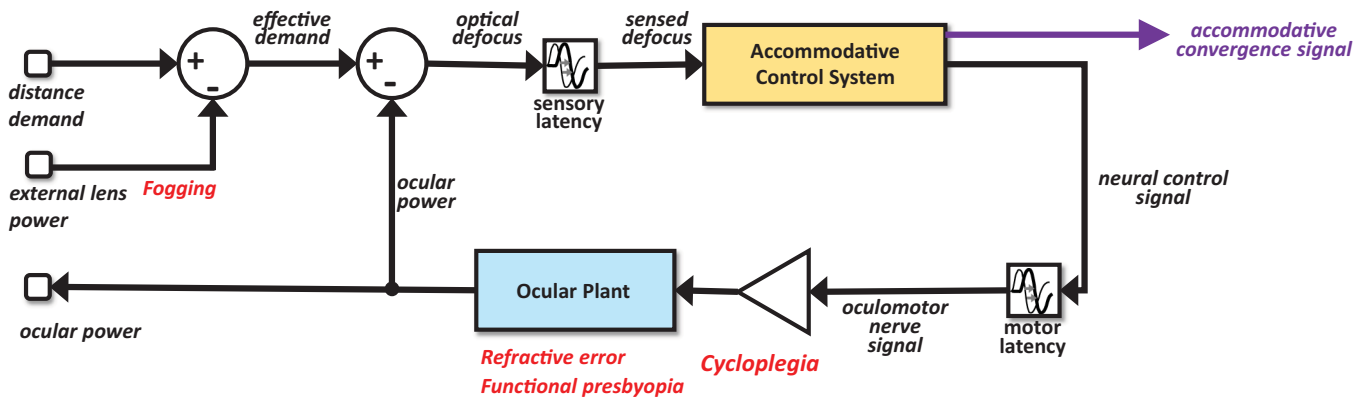 effective
demand
optical
defocus
sensed
defocus
Accommodative
Control System
accommodative
convergence signal
+
-
+
-
distance
demand
sensory
latency
external lens
power
Fogging
ocular
power
neural control
signal
Ocular Plant
ocular power
oculomotor
nerve
signal
motor
latency
Refractive error
Functional presbyopia
Cycloplegia